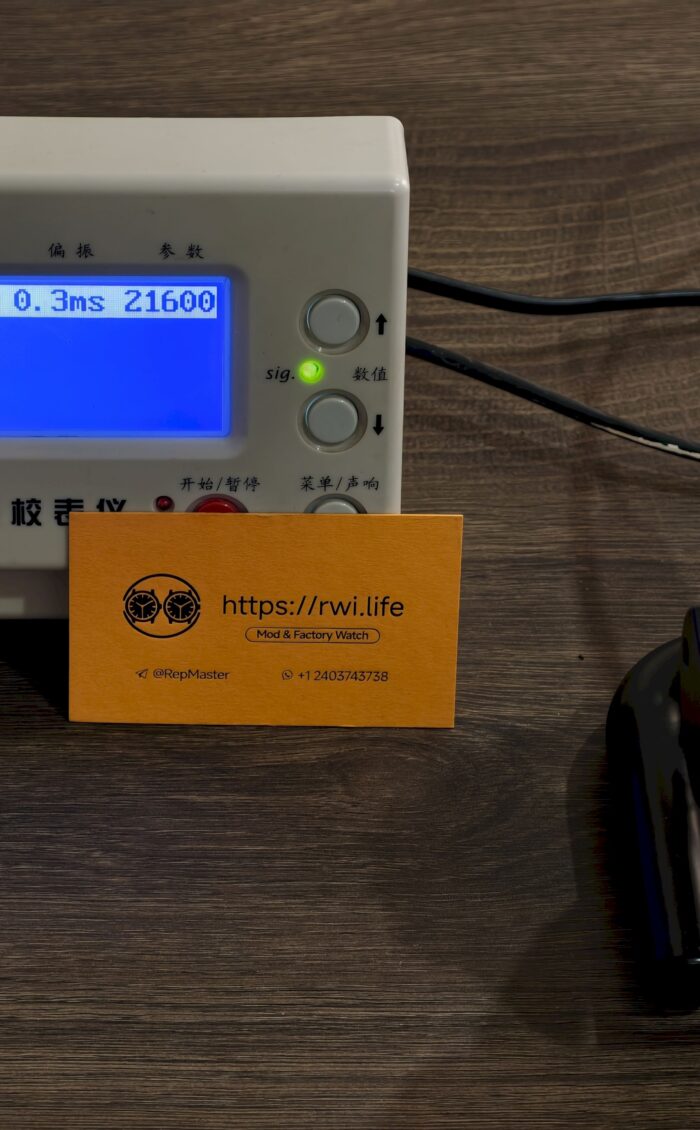 偏振 参数
0.3ms 21600
sig. 数值
开始/暂停 菜单/声响
校表仪
https://rwi.life
Mod & Factory Watch
@RepMaster +1 2403743738